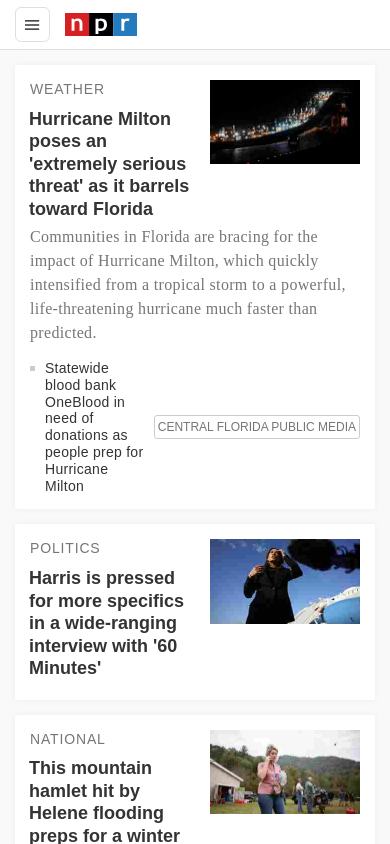 npr
WEATHER
Hurricane Milton
poses an
'extremely serious
threat' as it barrels
toward Florida
Communities in Florida are bracing for the
impact of Hurricane Milton, which quickly
intensified from a tropical storm to a powerful,
life-threatening hurricane much faster than
predicted.
Statewide
blood bank
OneBlood in
need of
donations as
people prep for
Hurricane
Milton
CENTRAL FLORIDA PUBLIC MEDIA
POLITICS
Harris is pressed
for more specifics
in a wide-ranging
interview with '60
Minutes'
NATIONAL
This mountain
hamlet hit by
Helene flooding
preps for a winter